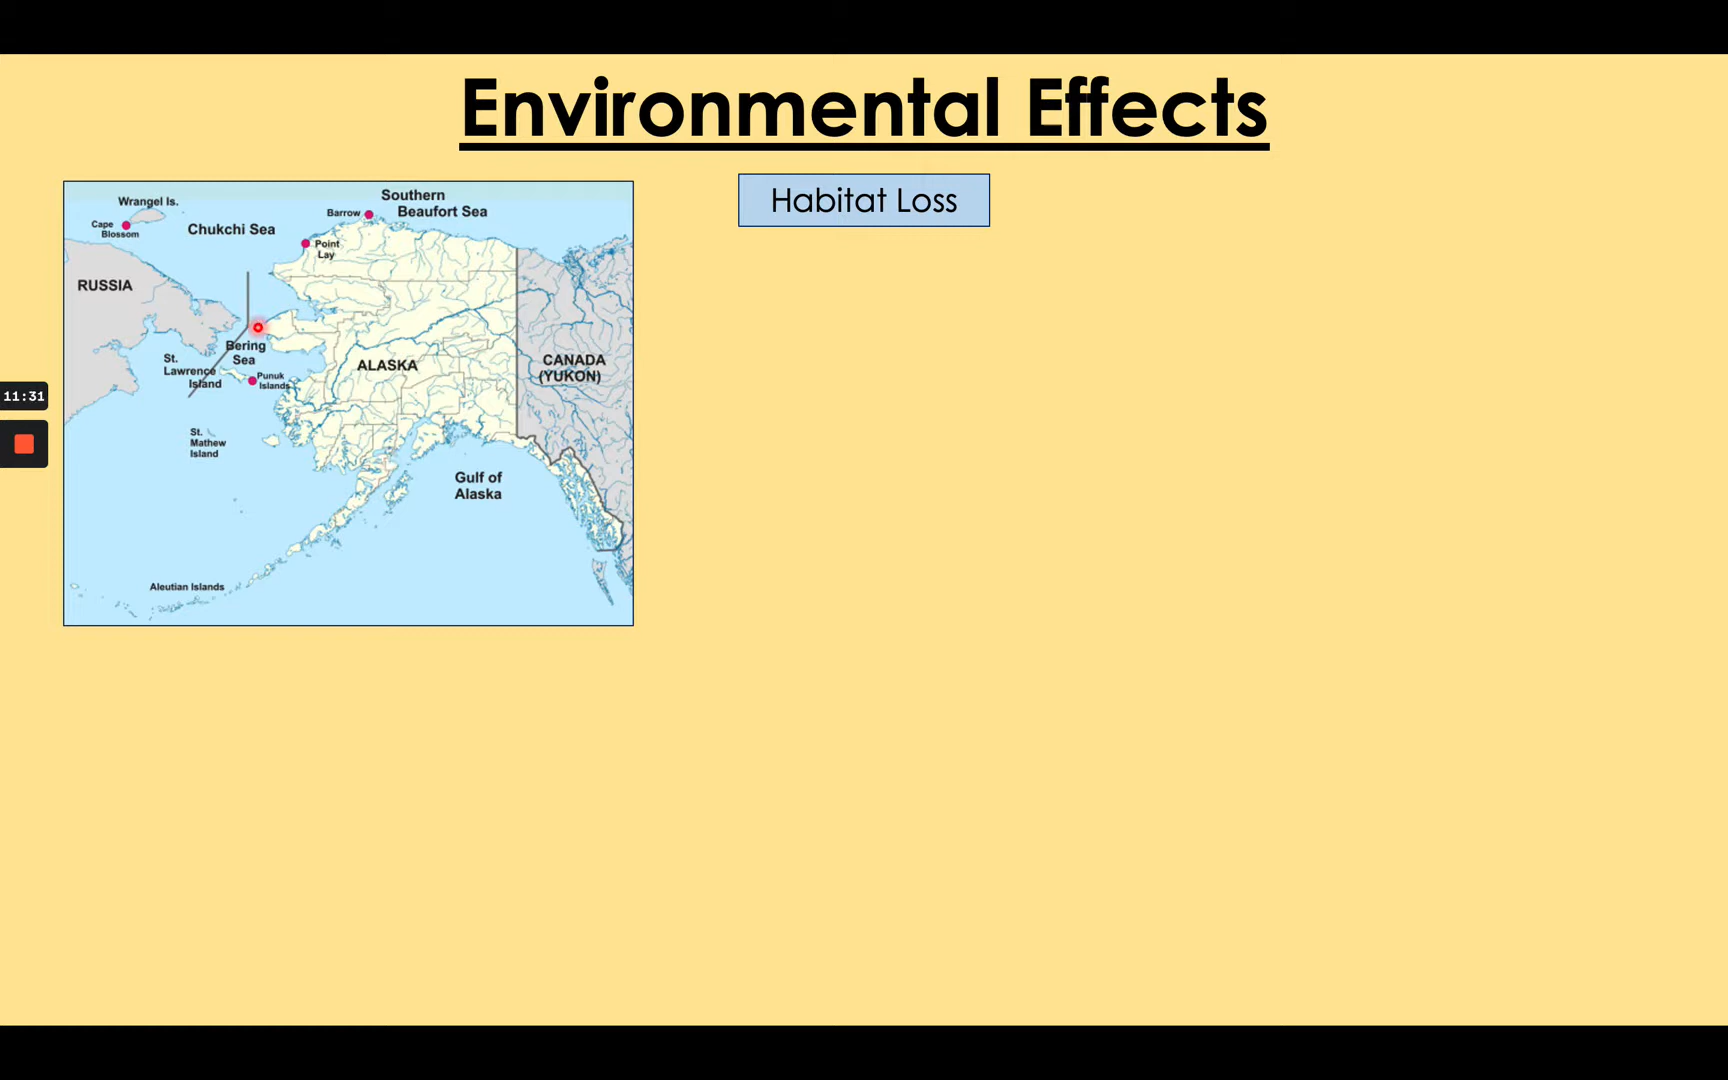 Environmental Effects
Habitat Loss
Wrangel Is.
Cape
Blossom
Chukchi Sea
Southern
Beaufort Sea
Barrow
Point
Lay
RUSSIA
Bering
Sea
St.
Lawrence
Island
Punuk
Islands
ALASKA
CANADA
(YUKON)
St.
Mathew
Island
Gulf of
Alaska
Aleutian Islands
11:31